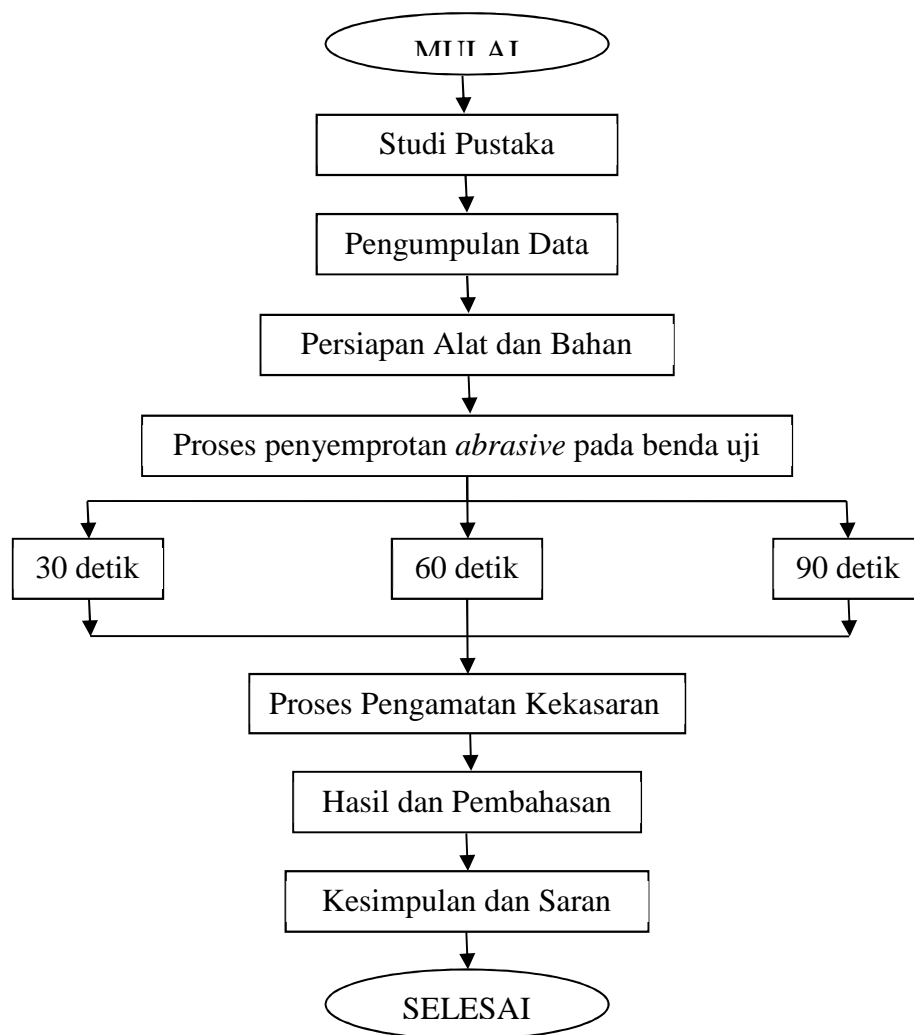 MULAI
Studi Pustaka
Pengumpulan Data
Persiapan Alat dan Bahan
Proses penyemprotan abrasive pada benda uji
30 detik
60 detik
90 detik
Proses Pengamatan Kekasaran
Hasil dan Pembahasan
Kesimpulan dan Saran
SELESAI